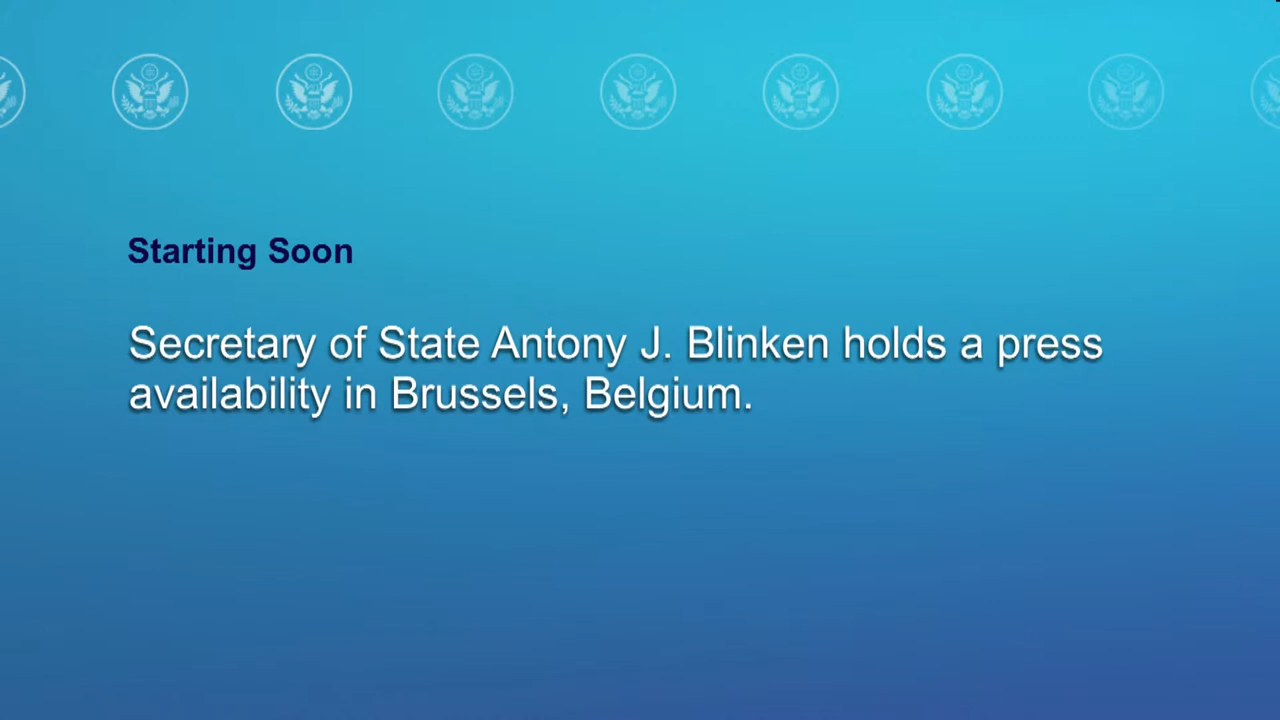 Starting Soon
Secretary of State Antony J. Blinken holds a press
availability in Brussels, Belgium.